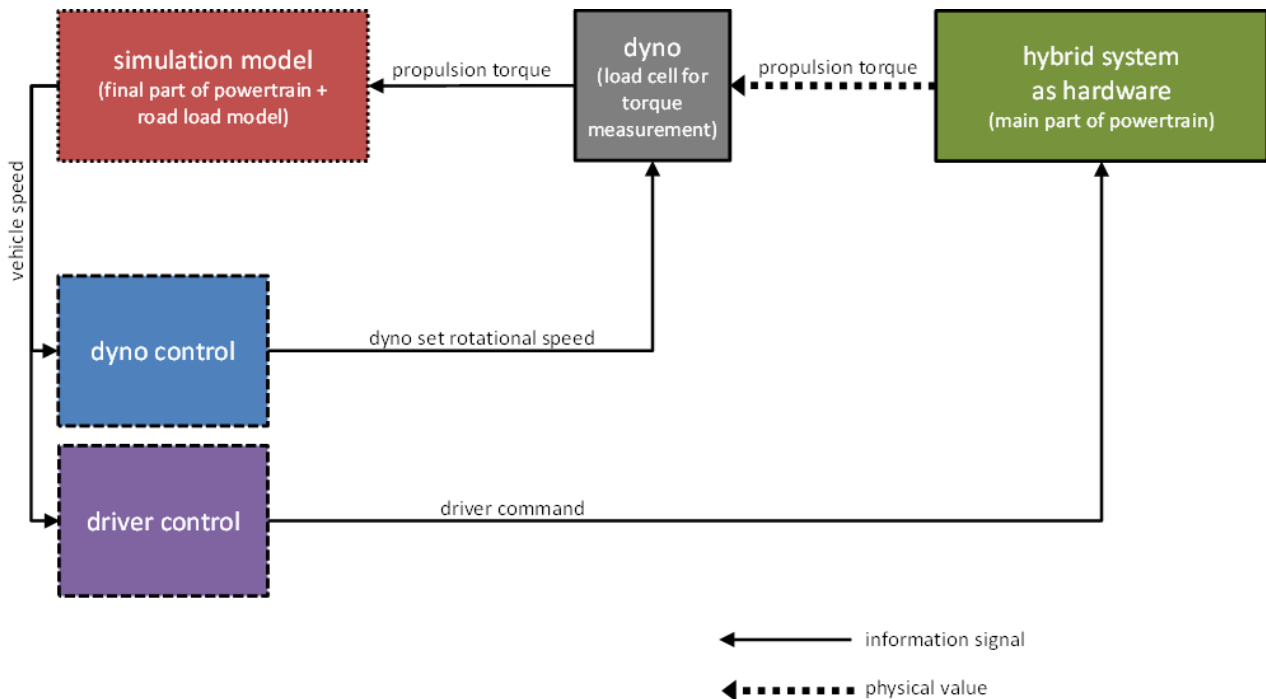 simulation model
(final part of powertrain +
road load model)
propulsion torque
dyno
(load cell for
torque
measurement)
propulsion torque
hybrid system
as hardware
(main part of powertrain)
vehicle speed
dyno control
dyno set rotational speed
driver control
driver command
information signal
physical value